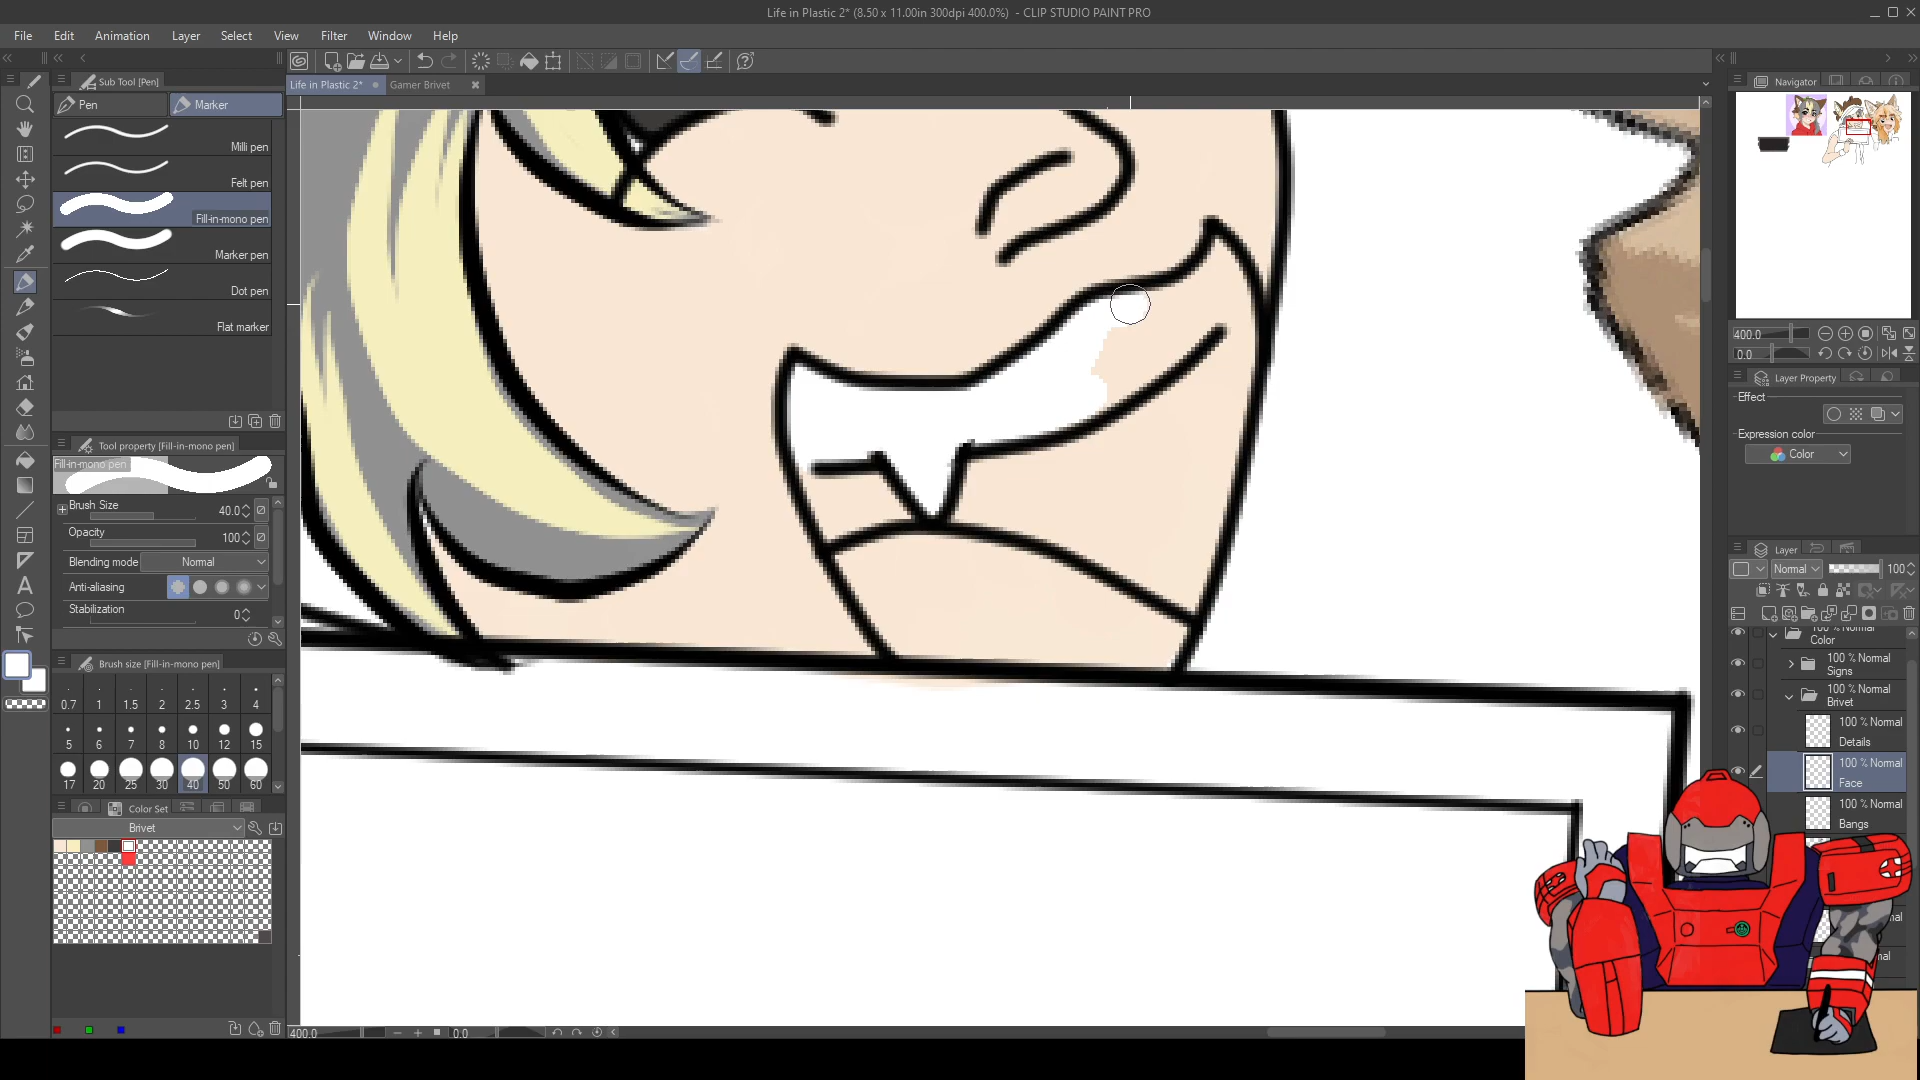 Life in Plastic 2* (8.50 x 11.00in 300dpi 400.0%) - CLIP STUDIO PAINT PRO
File Edit Animation Layer Select View Filter Window Help
Sub Tool [Pen]
Life in Plastic 2*
Gamer Brivet
Navigator
Pen
Marker
Milli pen
Felt pen
Fill-in-mono pen
Marker pen
Dot pen
Flat marker
400.0
0.0
Layer Property
Effect
Expression color
Color
Tool property [Fill-in-mono pen]
Fill-in-mono pen
Brush Size 40.0
Opacity 100
Blending mode Normal
Anti-aliasing
Stabilization 0
Layer
Normal 100
100 % Normal
Color
100 % Normal
Signs
100 % Normal
Brivet
100 % Normal
Details
100 % Normal
Face
100 % Normal
Bangs
Brush size [Fill-in-mono pen]
0.7 1 1.5 2 2.5 3 4
5 6 7 8 10 12 15
17 20 25 30 40 50 60
Color Set
Brivet
400.0
0.0